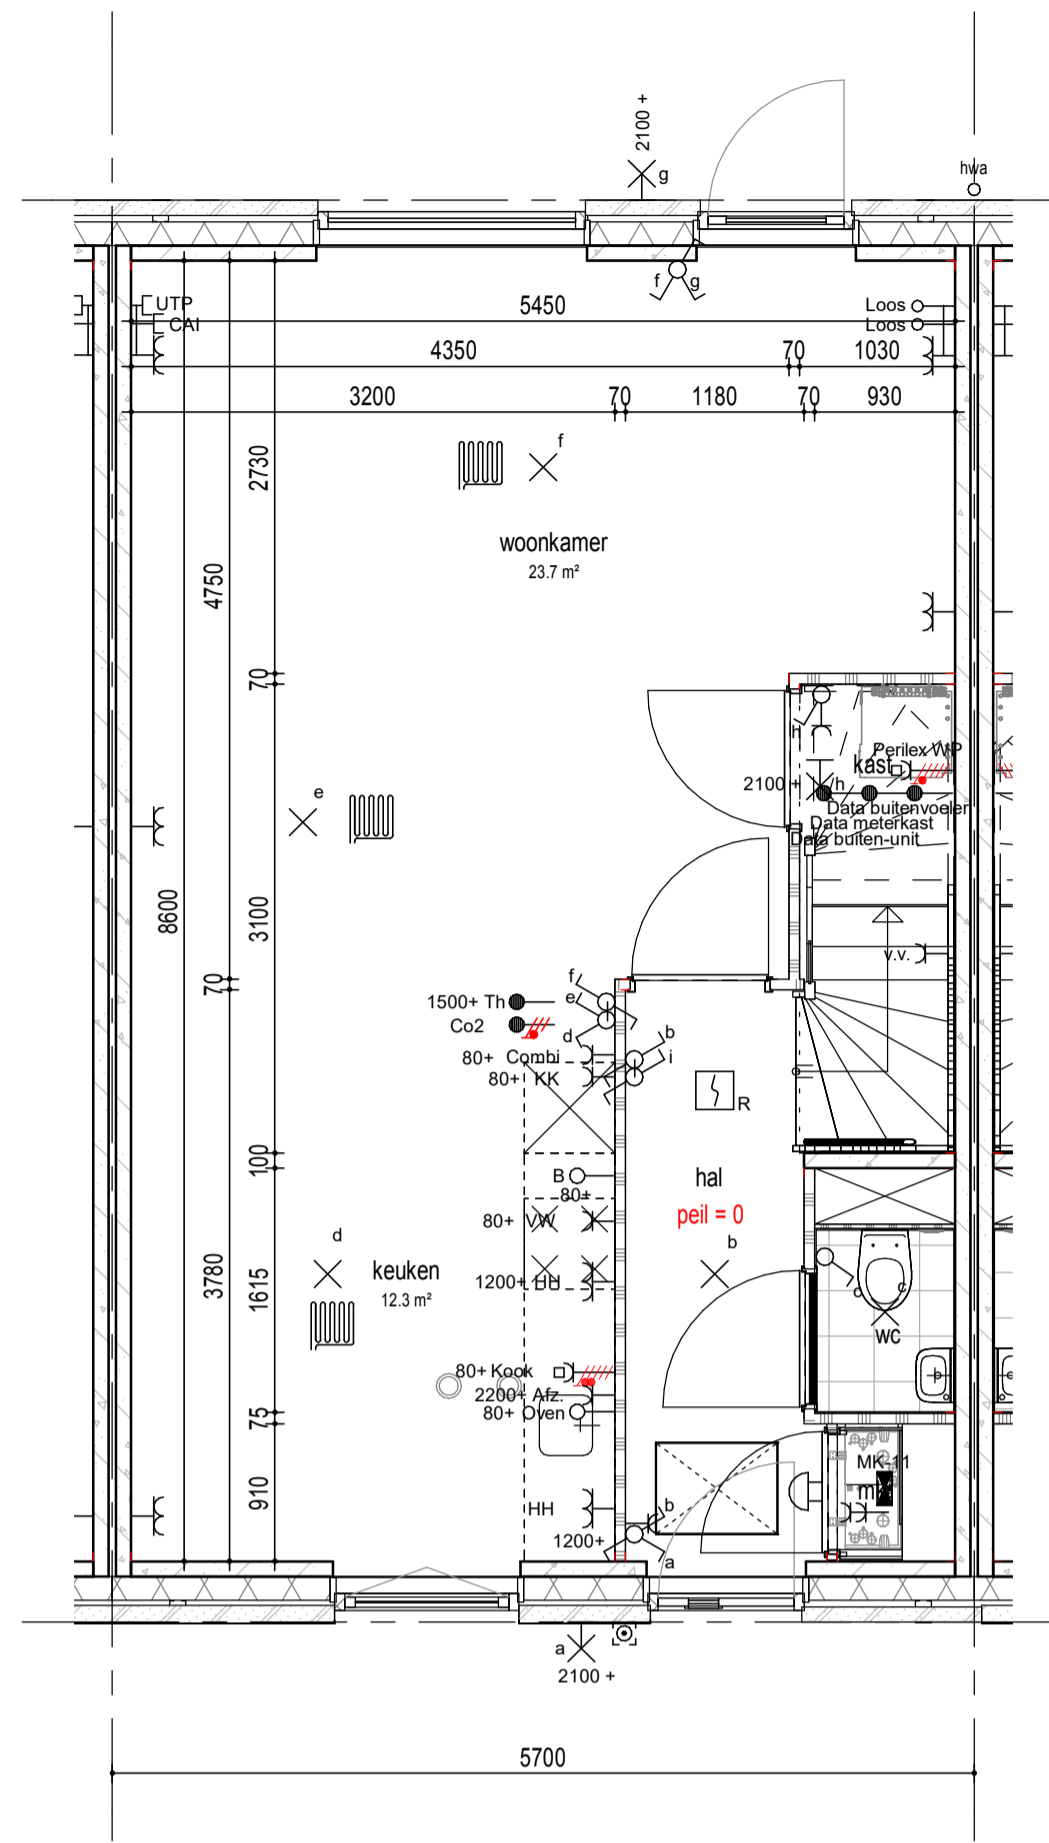 2100 +
g
hwa
f
g
UTP
CAI
5450
Loos
Loos
4350
70
1030
3200
70
1180
70
930
2730
f
woonkamer
23.7 m²
4750
70
h
Perilex WP
kast
2100 +
h
e
Data buitenvoeler
Data meterkast
Data buiten-unit
8600
3100
70
v.v.
f
1500+ Th
e
Co2
d
b
80+ Combi
i
80+ KK
R
100
B
80+
hal
peil = 0
80+ VW
d
b
keuken
12.3 m²
1200+ HH
3780
1615
c
c
wc
80+ Kook
2200+ Afz.
80+ Oven
75
MK-11
mk
910
HH
b
1200+
a
a
2100 +
5700